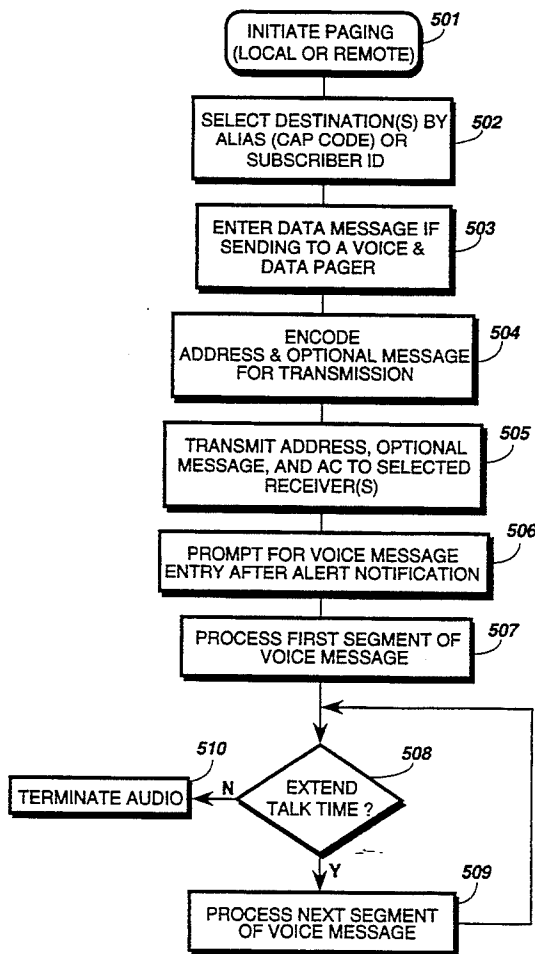 INITIATE PAGING
(LOCAL OR REMOTE)
501
SELECT DESTINATION(S) BY
ALIAS (CAP CODE) OR
SUBSCRIBER ID
502
ENTER DATA MESSAGE IF
SENDING TO A VOICE &
DATA PAGER
503
ENCODE
ADDRESS & OPTIONAL MESSAGE
FOR TRANSMISSION
504
TRANSMIT ADDRESS, OPTIONAL
MESSAGE, AND AC TO SELECTED
RECEIVER(S)
505
PROMPT FOR VOICE MESSAGE
ENTRY AFTER ALERT NOTIFICATION
506
PROCESS FIRST SEGMENT OF
VOICE MESSAGE
507
EXTEND
TALK TIME ?
508
N
510
TERMINATE AUDIO
Y
PROCESS NEXT SEGMENT
OF VOICE MESSAGE
509